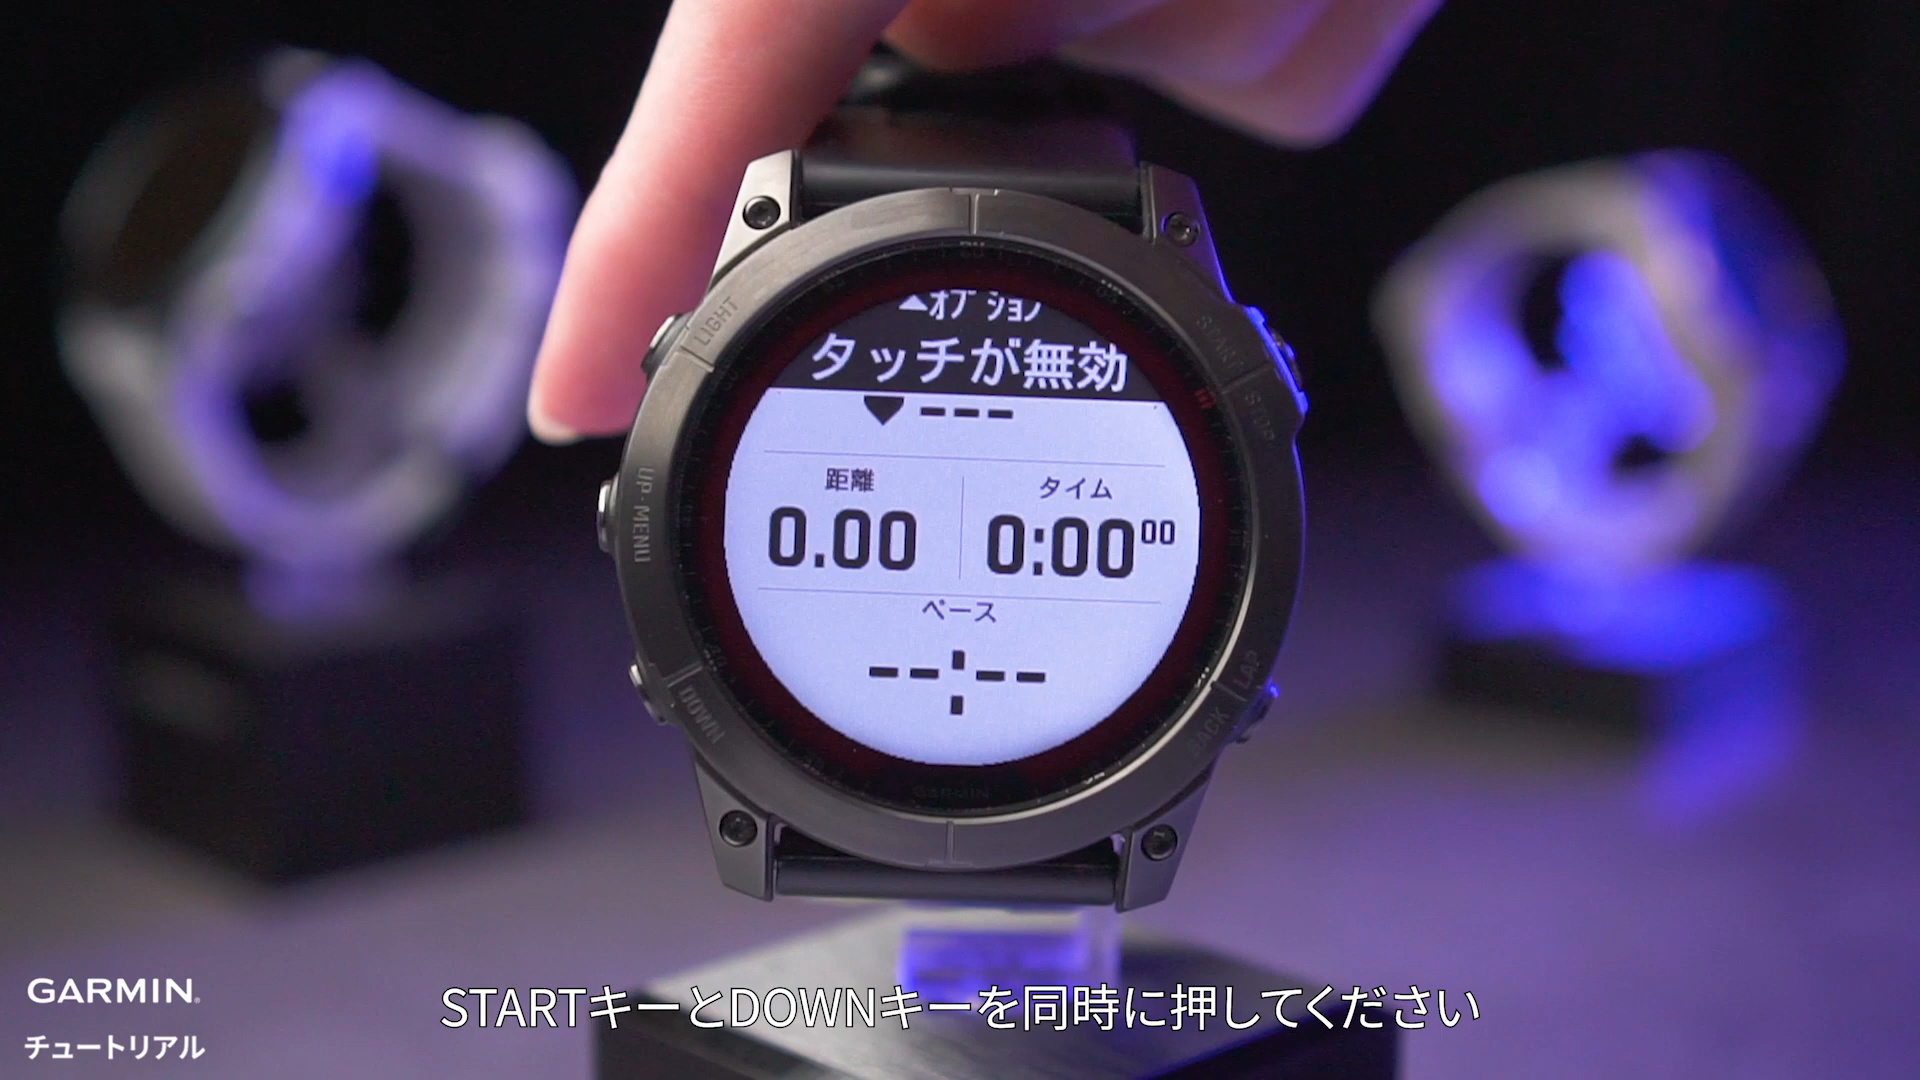 ▲オプション
タッチが無効
---
距離
タイム
0.00
0:00 00
ペース
--:--
LIGHT
UP·MENU
DOWN
START
STOP
LAP
BACK
GARMIN
GARMIN
チュートリアル
STARTキーとDOWNキーを同時に押してください